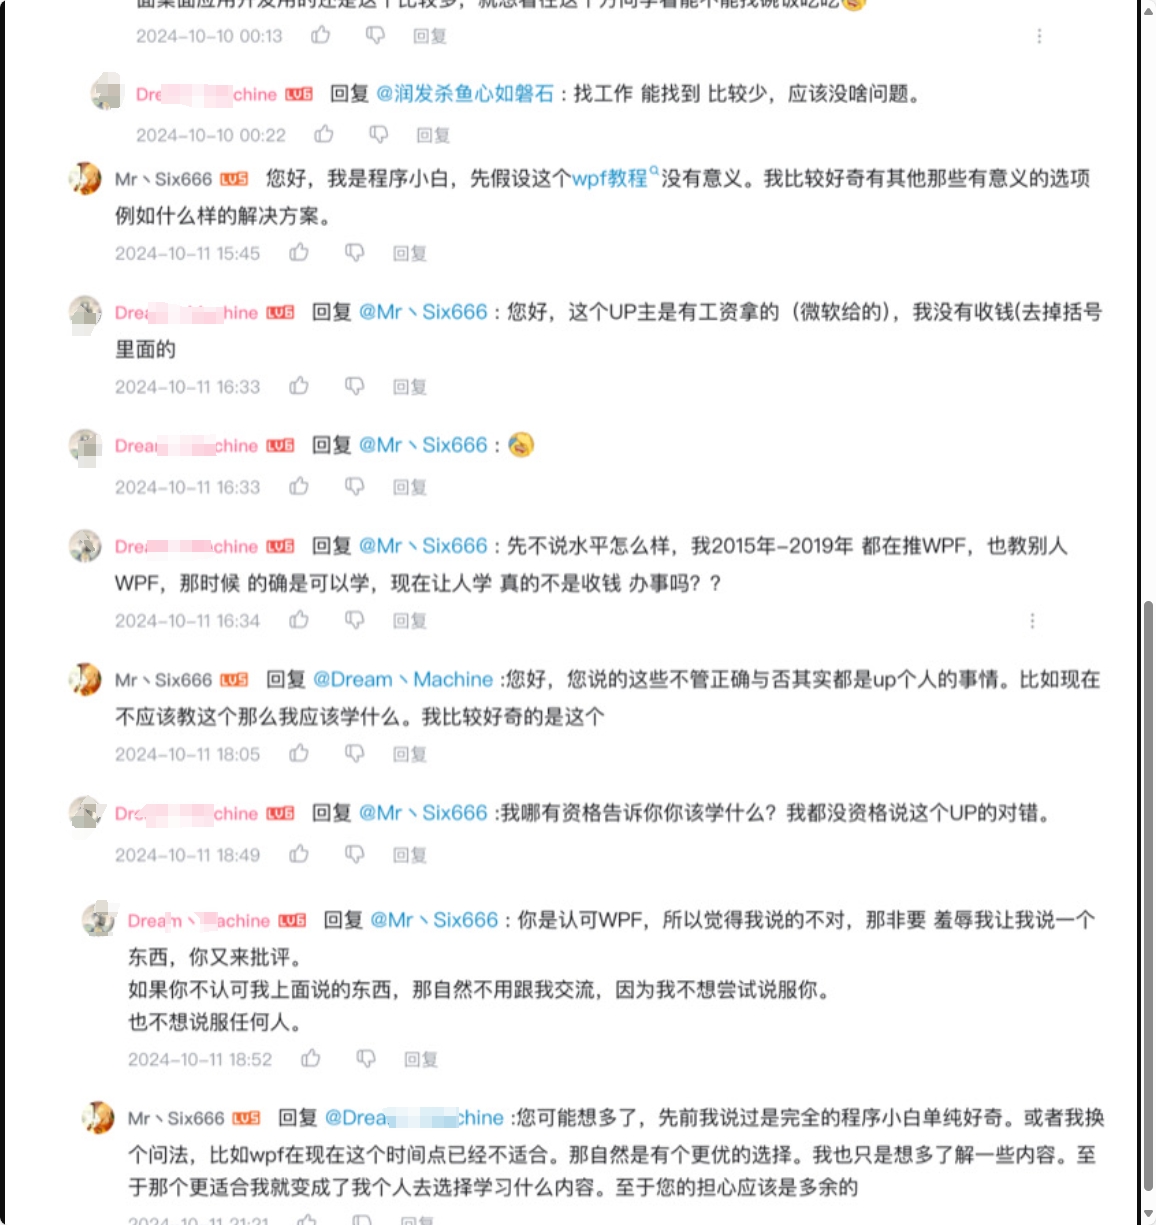 2024-10-10 00:13 回复
Dre chine LV6 回复 @润发杀鱼心如磐石 : 找工作 能找到 比较少，应该没啥问题。
2024-10-10 00:22 回复
Mr丶Six666 LV5 您好，我是程序小白，先假设这个wpf教程没有意义。我比较好奇有其他那些有意义的选项
例如什么样的解决方案。
2024-10-11 15:45 回复
Drea hine LV6 回复 @Mr丶Six666 : 您好，这个UP主是有工资拿的（微软给的），我没有收钱(去掉括号
里面的
2024-10-11 16:33 回复
Drea chine LV6 回复 @Mr丶Six666 :
2024-10-11 16:33 回复
Drea chine LV6 回复 @Mr丶Six666 : 先不说水平怎么样，我2015年-2019年 都在推WPF，也教别人
WPF，那时候 的确是可以学，现在让人学 真的不是收钱 办事吗？？
2024-10-11 16:34 回复
Mr丶Six666 LV5 回复 @Dream丶Machine :您好，您说的这些不管正确与否其实都是up个人的事情。比如现在
不应该教这个那么我应该学什么。我比较好奇的是这个
2024-10-11 18:05 回复
Dre chine LV6 回复 @Mr丶Six666 :我哪有资格告诉你你该学什么？我都没资格说这个UP的对错。
2024-10-11 18:49 回复
Dream丶 achine LV6 回复 @Mr丶Six666 : 你是认可WPF，所以觉得我说的不对，那非要 羞辱我让我说一个
东西，你又来批评。
如果你不认可我上面说的东西，那自然不用跟我交流，因为我不想尝试说服你。
也不想说服任何人。
2024-10-11 18:52 回复
Mr丶Six666 LV5 回复 @Drea chine :您可能想多了，先前我说过是完全的程序小白单纯好奇。或者我换
个问法，比如wpf在现在这个时间点已经不适合。那自然是有个更优的选择。我也只是想多了解一些内容。至
于那个更适合我就变成了我个人去选择学习什么内容。至于您的担心应该是多余的
2024-10-11 21:21 回复